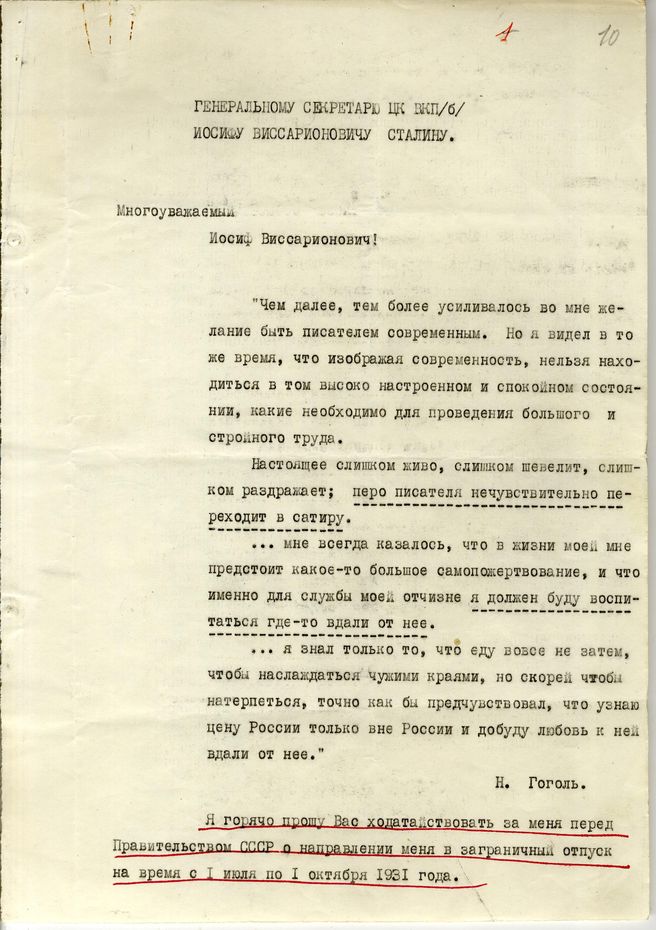 1 10
ГЕНЕРАЛЬНОМУ СЕКРЕТАРЮ ЦК ВКП/б/
ИОСИФУ ВИССАРИОНОВИЧУ СТАЛИНУ.
Многоуважаемый
Иосиф Виссарионович!
"Чем далее, тем более усиливалось во мне же-
лание быть писателем современным. Но я видел в то
же время, что изображая современность, нельзя нахо-
диться в том высоко настроенном и спокойном состоя-
нии, какие необходимо для проведения большого и
стройного труда.
Настоящее слишком живо, слишком шевелит, слиш-
ком раздражает; перо писателя нечувствительно пе-
реходит в сатиру.
... мне всегда казалось, что в жизни моей мне
предстоит какое-то большое самопожертвование, и что
именно для службы моей отчизне я должен буду воспи-
таться где-то вдали от нее.
... я знал только то, что еду вовсе не затем,
чтобы наслаждаться чужими краями, но скорей чтобы
натерпеться, точно как бы предчувствовал, что узнаю
цену России только вне России и добуду любовь к ней
вдали от нее."
Н. Гоголь.
Я горячо прошу Вас ходатайствовать за меня перед
Правительством СССР о направлении меня в заграничный отпуск
на время с I июля по I октября 1931 года.